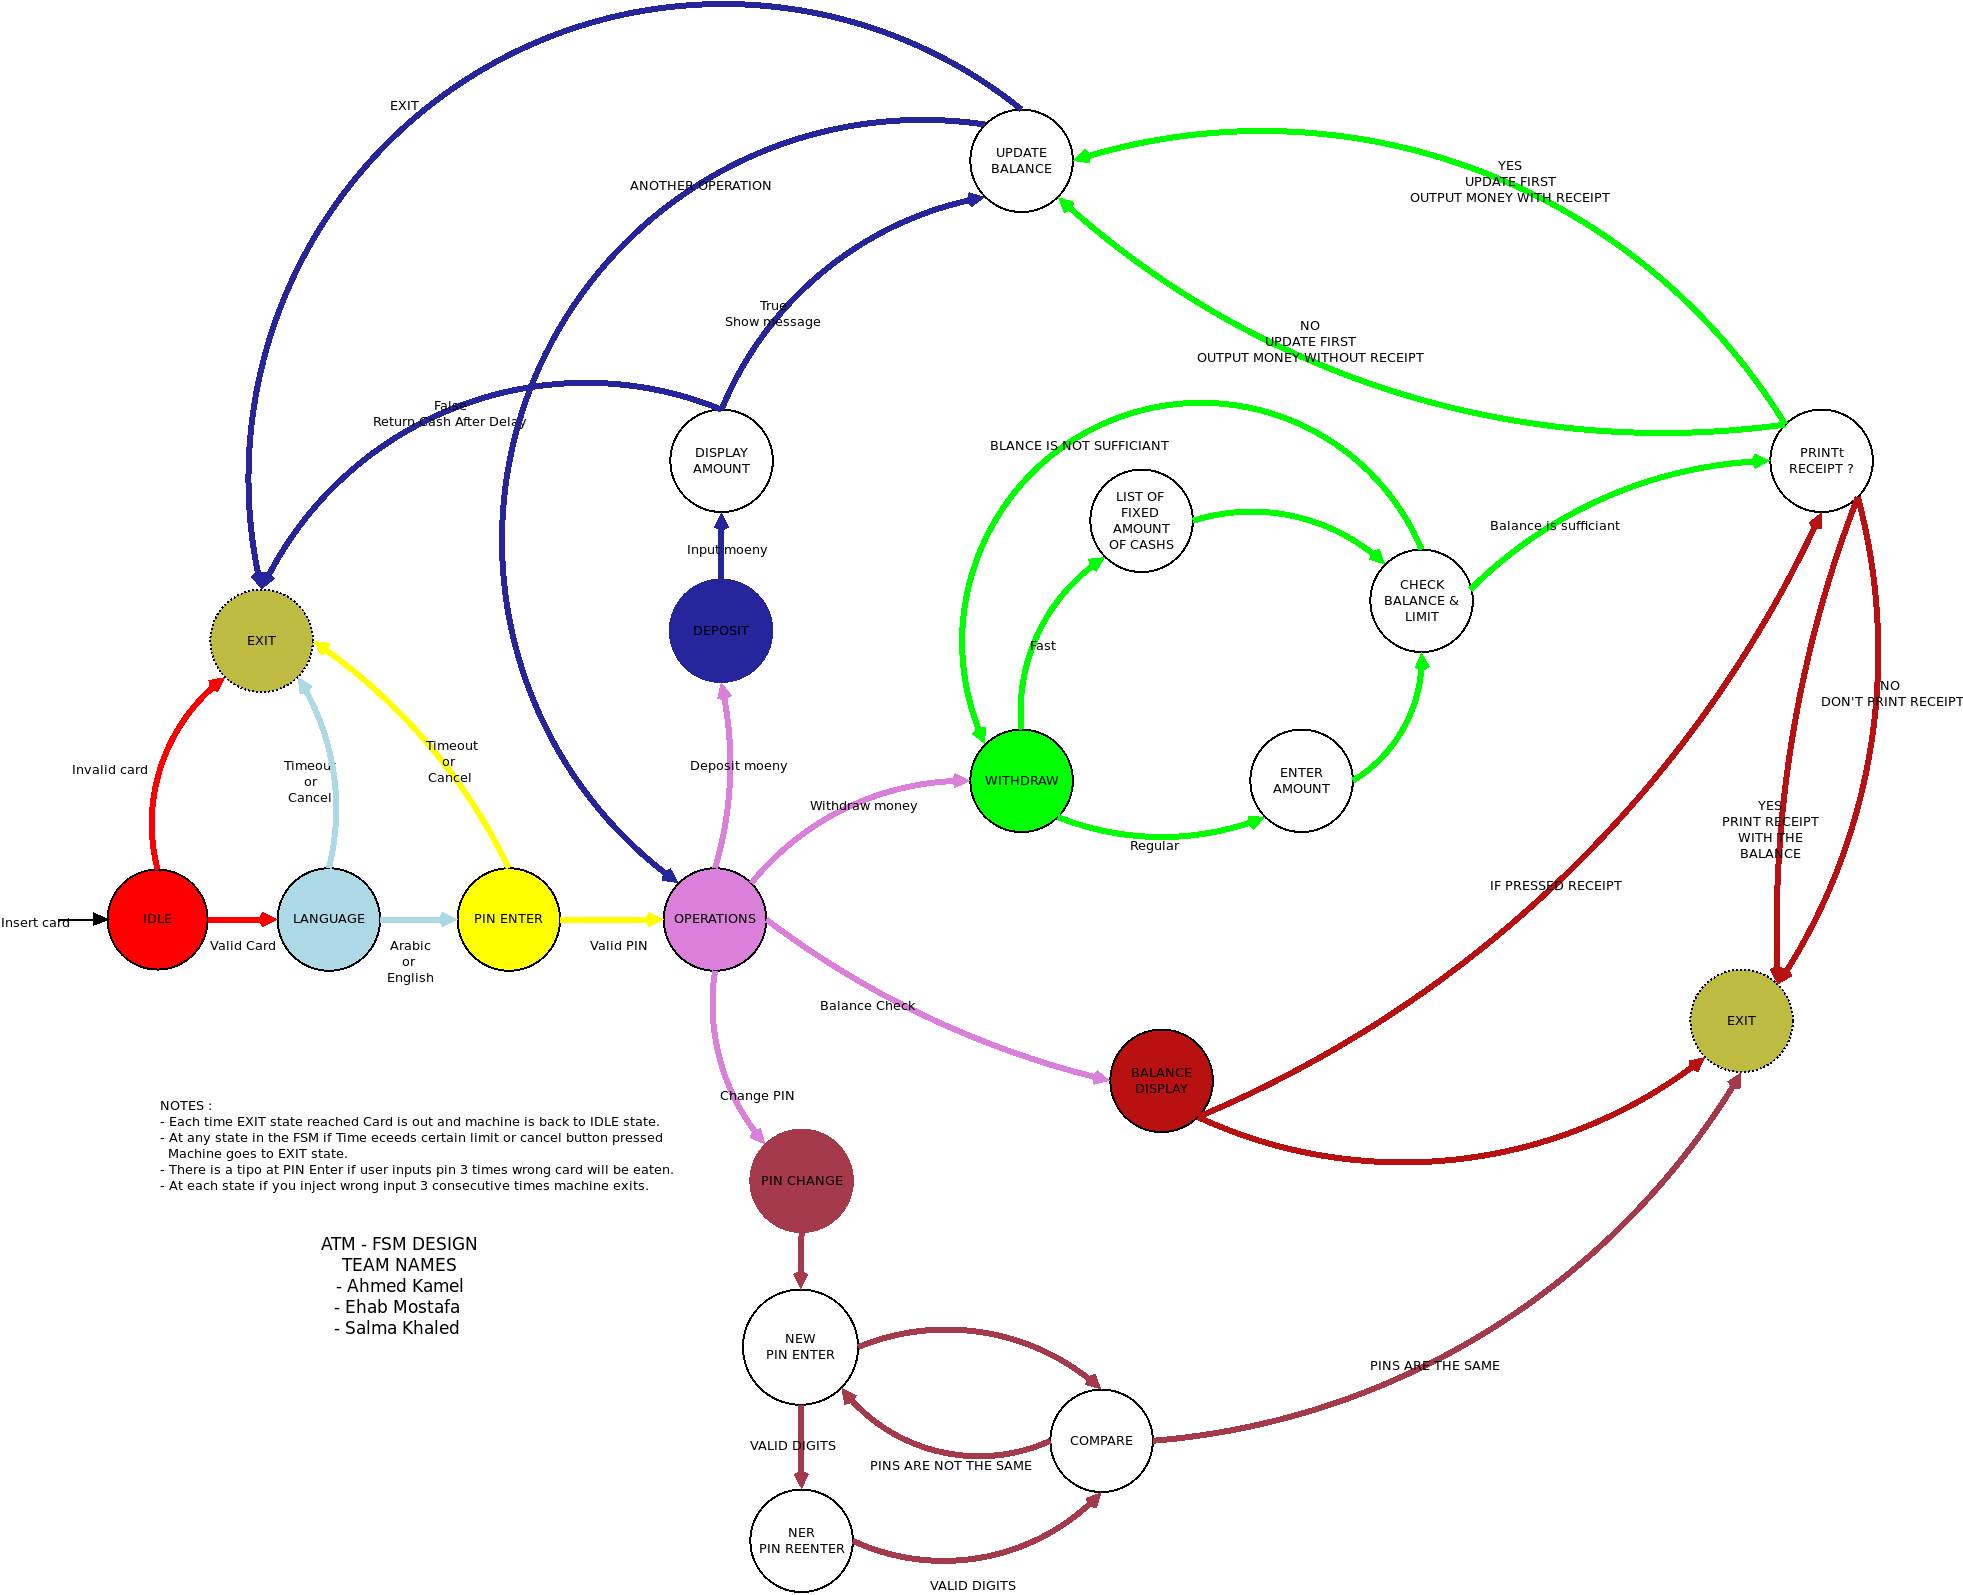 EXIT
UPDATE
BALANCE
ANOTHER OPERATION
YES
UPDATE FIRST
OUTPUT MONEY WITH RECEIPT
True
Show message
NO
UPDATE FIRST
OUTPUT MONEY WITHOUT RECEIPT
False
Return Cash After Delay
DISPLAY
AMOUNT
BLANCE IS NOT SUFFICIANT
PRINTt
RECEIPT ?
LIST OF
FIXED
AMOUNT
OF CASHS
Balance is sufficiant
Input moeny
CHECK
BALANCE &
LIMIT
EXIT
DEPOSIT
Fast
NO
DON'T PRINT RECEIPT
Invalid card
Timeout
or
Cancel
Timeout
or
Cancel
Deposit moeny
Withdraw money
WITHDRAW
ENTER
AMOUNT
Regular
YES
PRINT RECEIPT
WITH THE
BALANCE
IF PRESSED RECEIPT
Insert card
IDLE
Valid Card
LANGUAGE
Arabic
or
English
PIN ENTER
Valid PIN
OPERATIONS
Balance Check
EXIT
BALANCE
DISPLAY
Change PIN
NOTES :
- Each time EXIT state reached Card is out and machine is back to IDLE state.
- At any state in the FSM if Time eceeds certain limit or cancel button pressed
Machine goes to EXIT state.
- There is a tipo at PIN Enter if user inputs pin 3 times wrong card will be eaten.
- At each state if you inject wrong input 3 consecutive times machine exits.
PIN CHANGE
ATM - FSM DESIGN
TEAM NAMES
- Ahmed Kamel
- Ehab Mostafa
- Salma Khaled
NEW
PIN ENTER
PINS ARE THE SAME
COMPARE
VALID DIGITS
PINS ARE NOT THE SAME
NER
PIN REENTER
VALID DIGITS